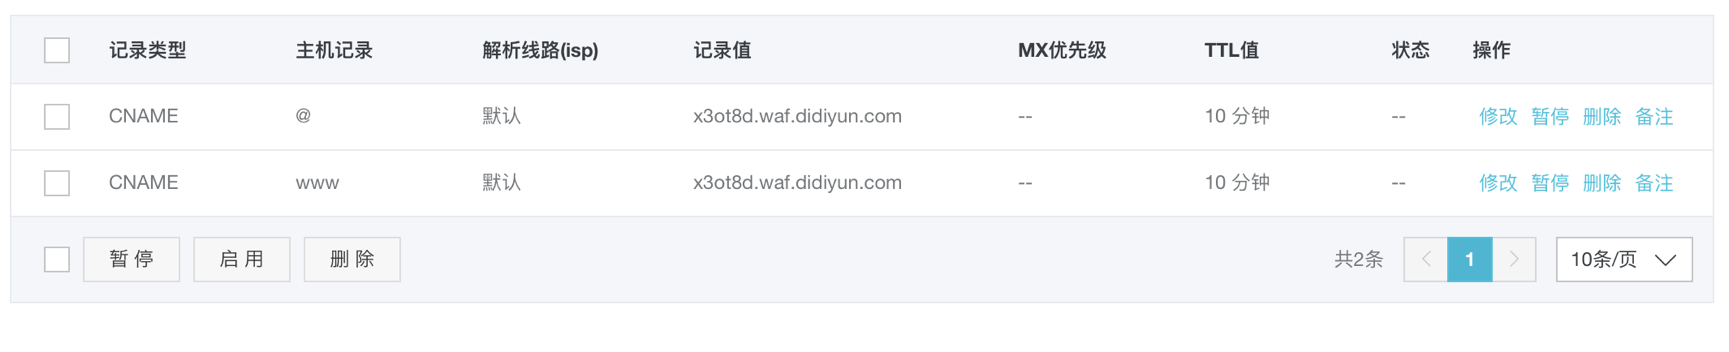 记录类型 主机记录 解析线路(isp) 记录值 MX优先级 TTL值 状态 操作
CNAME @ 默认 x3ot8d.waf.didiyun.com -- 10 分钟 -- 修改 暂停 删除 备注
CNAME www 默认 x3ot8d.waf.didiyun.com -- 10 分钟 -- 修改 暂停 删除 备注
暂 停 启 用 删 除 共2条 1 10条/页